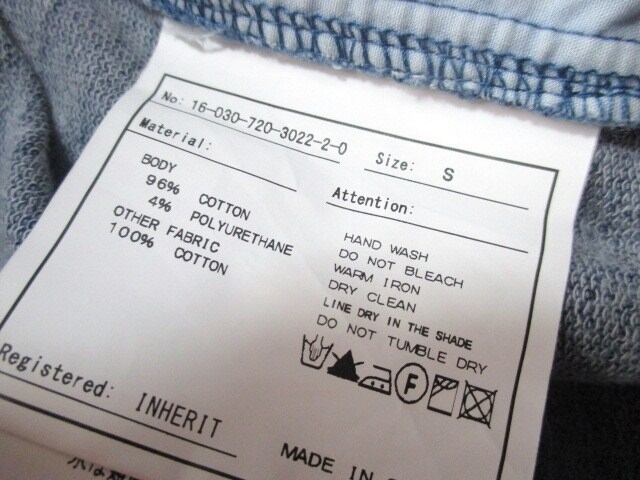 No: 16-030-720-3022-2-0
Size: S
Material:
BODY
96% COTTON
4% POLYURETHANE
OTHER FABRIC
100% COTTON
Attention:
HAND WASH
DO NOT BLEACH
WARM IRON
DRY CLEAN
LINE DRY IN THE SHADE
DO NOT TUMBLE DRY
F
Registered: INHERIT
MADE IN